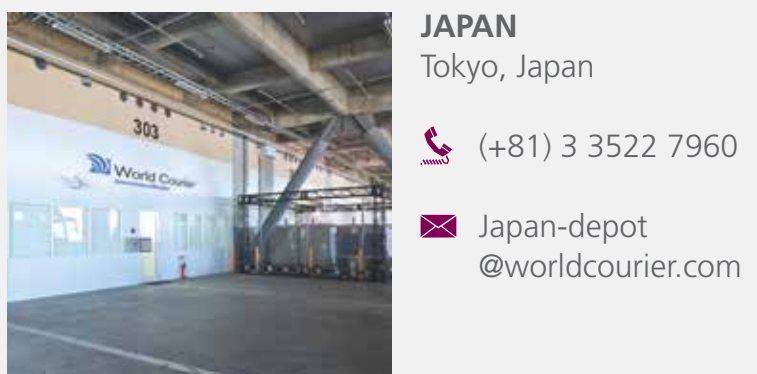 303
World Courier
JAPAN
Tokyo, Japan
(+81) 3 3522 7960
Japan-depot
@worldcourier.com